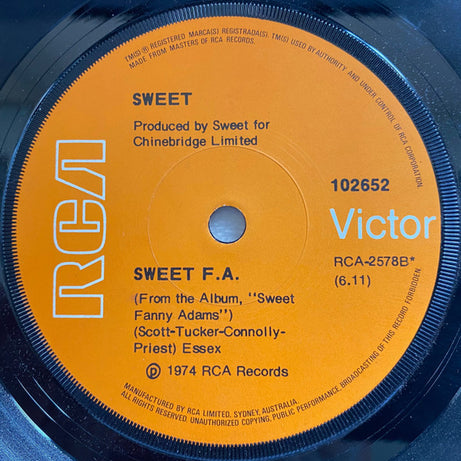 TM(S)® REGISTERED MARCA(S) REGISTRADA(S). TM(S) USED BY AUTHORITY AND UNDER CONTROL OF RCA CORPORATION
MADE FROM MASTERS OF RCA RECORDS.
SWEET
Produced by Sweet for
Chinebridge Limited
RCA
102652
Victor
RCA-2578B*
(6.11)
SWEET F.A.
(From the Album, "Sweet
Fanny Adams")
(Scott-Tucker-Connolly-
Priest) Essex
℗ 1974 RCA Records
MANUFACTURED BY RCA LIMITED, SYDNEY, AUSTRALIA.
ALL RIGHTS RESERVED. UNAUTHORIZED COPYING, PUBLIC PERFORMANCE, BROADCASTING OF THIS RECORD FORBIDDEN.